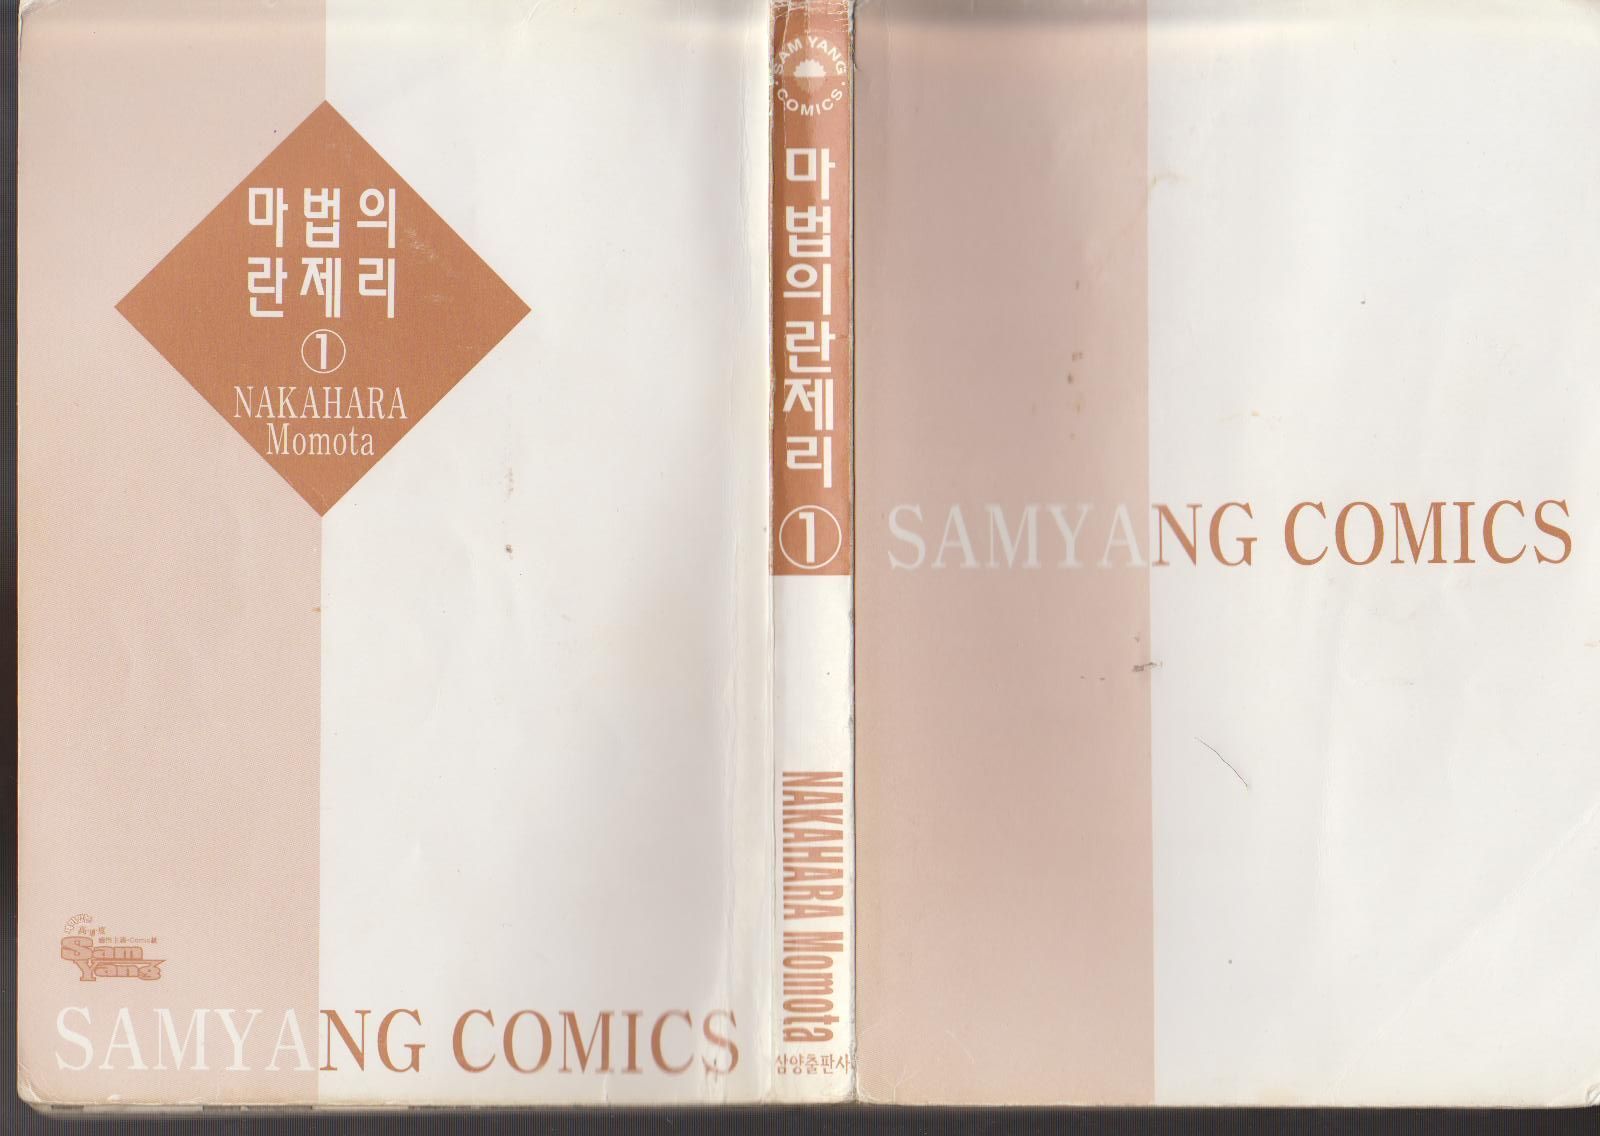 마법의
란제리
1
NAKAHARA
Momota
Sam
Yang
SAMYANG COMICS
SAM YANG
COMICS
마법의란제리
1
NAKAHARA Momota
삼양출판사
SAMYANG COMICS